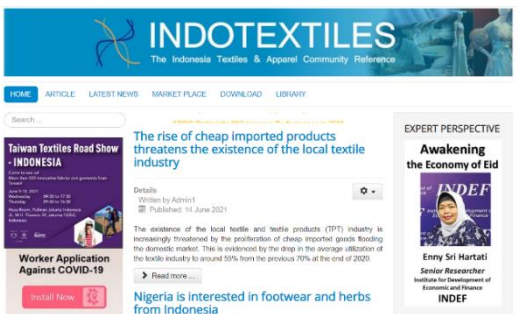 INDOTEXTILES
The Indonesia Textiles & Apparel Community Reference
HOME ARTICLE LATEST NEWS MARKET PLACE DOWNLOAD LIBRARY
Search ...
Taiwan Textiles Road Show
- INDONESIA
Worker Application
Against COVID-19
Install Now
The rise of cheap imported products
threatens the existence of the local textile
industry
Details
Written by Admin1
Published: 14 June 2021
The existence of the local textile and textile products (TPT) industry is
increasingly threatened by the proliferation of cheap imported goods flooding
the domestic market. This is evidenced by the drop in the average utilization of
the textile industry to around 55% from the previous 70% at the end of 2020.
Read more ...
Nigeria is interested in footwear and herbs
from Indonesia
EXPERT PERSPECTIVE
Awakening
the Economy of Eid
INDEF
Enny Sri Hartati
Senior Researcher
Institute for Development of
Economic and Finance
INDEF